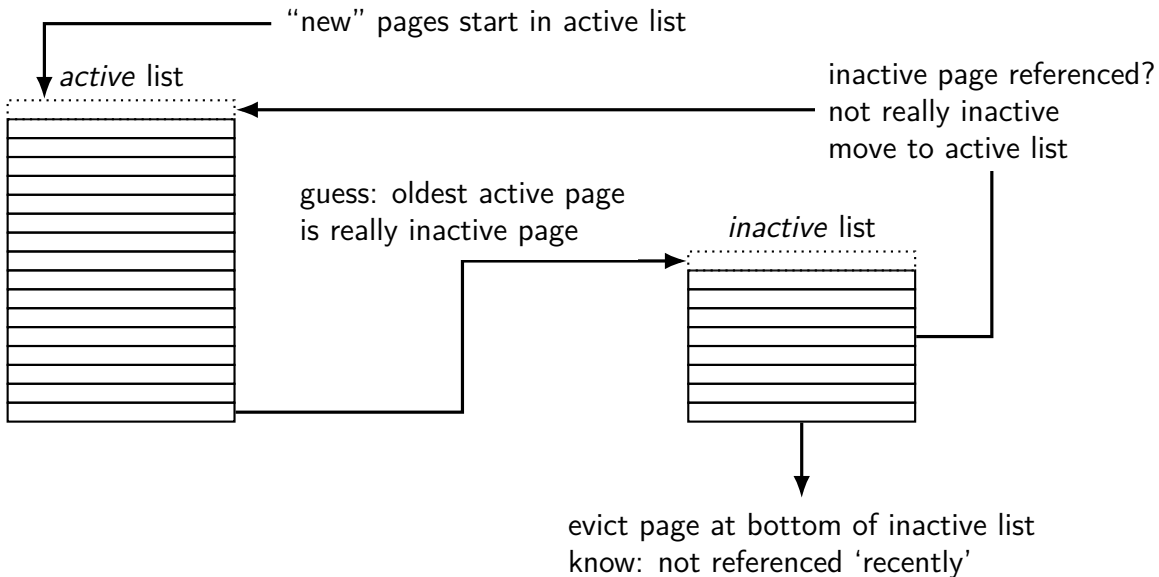 “new” pages start in active list
active list
inactive page referenced?
not really inactive
move to active list
guess: oldest active page
is really inactive page
inactive list
evict page at bottom of inactive list
know: not referenced ‘recently’